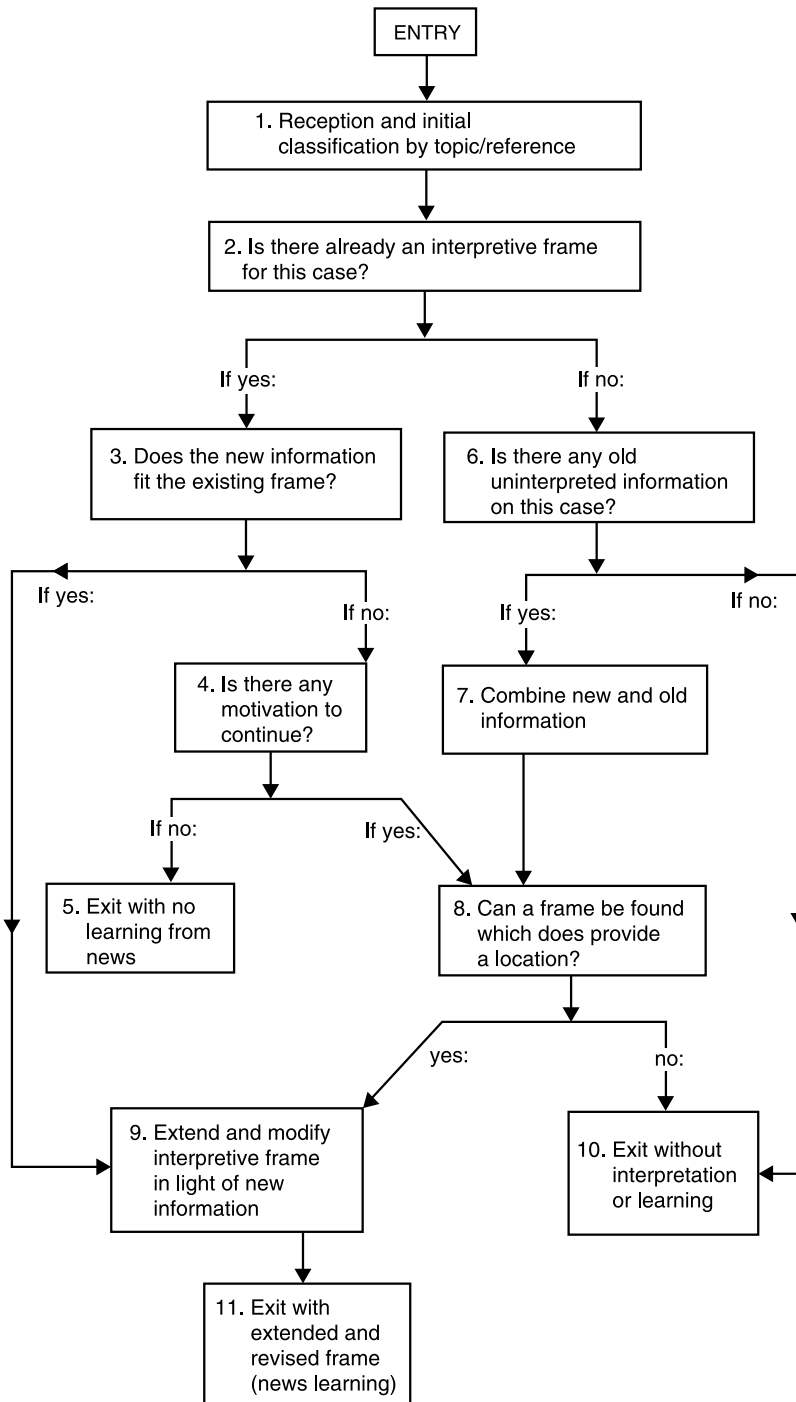 ENTRY
1. Reception and initial
classification by topic/reference
2. Is there already an interpretive frame
for this case?
If yes:
If no:
3. Does the new information
fit the existing frame?
6. Is there any old
uninterpreted information
on this case?
If yes:
If no:
If yes:
If no:
4. Is there any
motivation to
continue?
7. Combine new and old
information
If no:
If yes:
5. Exit with no
learning from
news
8. Can a frame be found
which does provide
a location?
yes:
no:
9. Extend and modify
interpretive frame
in light of new
information
10. Exit without
interpretation
or learning
11. Exit with
extended and
revised frame
(news learning)